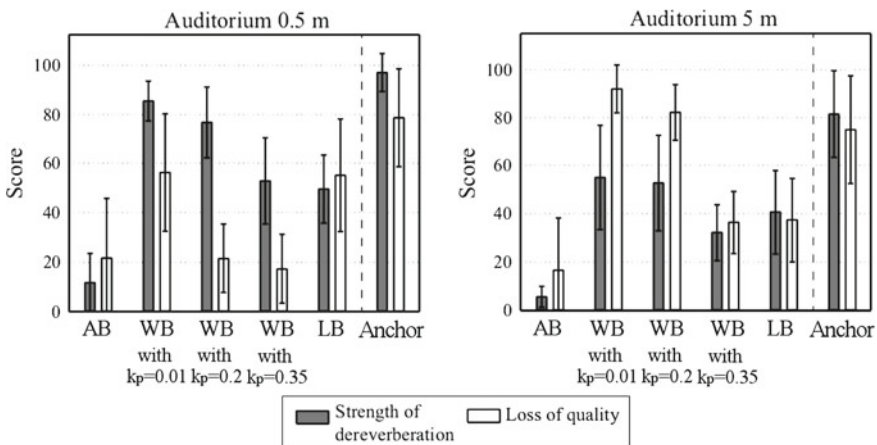 Auditorium 0.5 m
Auditorium 5 m
Score
100
80
60
40
20
0
AB
WB
with
kp=0.01
WB
with
kp=0.2
WB
with
kp=0.35
LB
Anchor
Score
100
80
60
40
20
0
AB
WB
with
kp=0.01
WB
with
kp=0.2
WB
with
kp=0.35
LB
Anchor
Strength of
dereverberation
Loss of quality